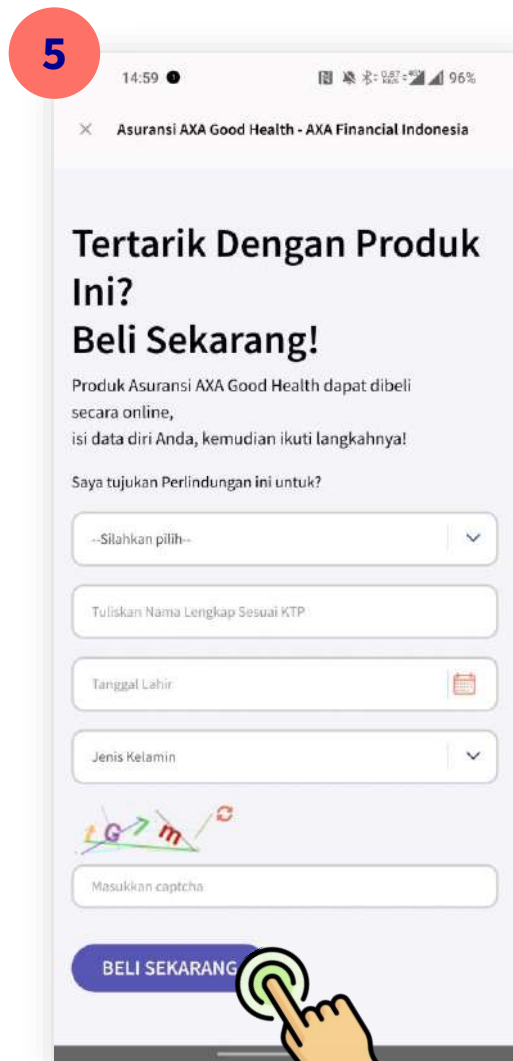 5
14:59
96%
Asuransi AXA Good Health - AXA Financial Indonesia
Tertarik Dengan Produk
Ini?
Beli Sekarang!
Produk Asuransi AXA Good Health dapat dibeli
secara online,
isi data diri Anda, kemudian ikuti langkahnya!
Saya tujukan Perlindungan ini untuk?
--Silahkan pilih--
Tuliskan Nama Lengkap Sesuai KTP
Tanggal Lahir
Jenis Kelamin
t G 7 m
Masukkan captcha
BELI SEKARANG